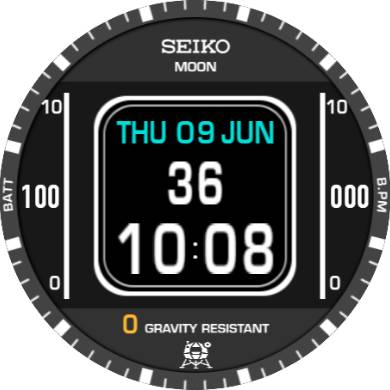 SEIKO
MOON
10
10
THU 09 JUN
BATT
100
36
000
B.PM
10:08
0
0
0 GRAVITY RESISTANT